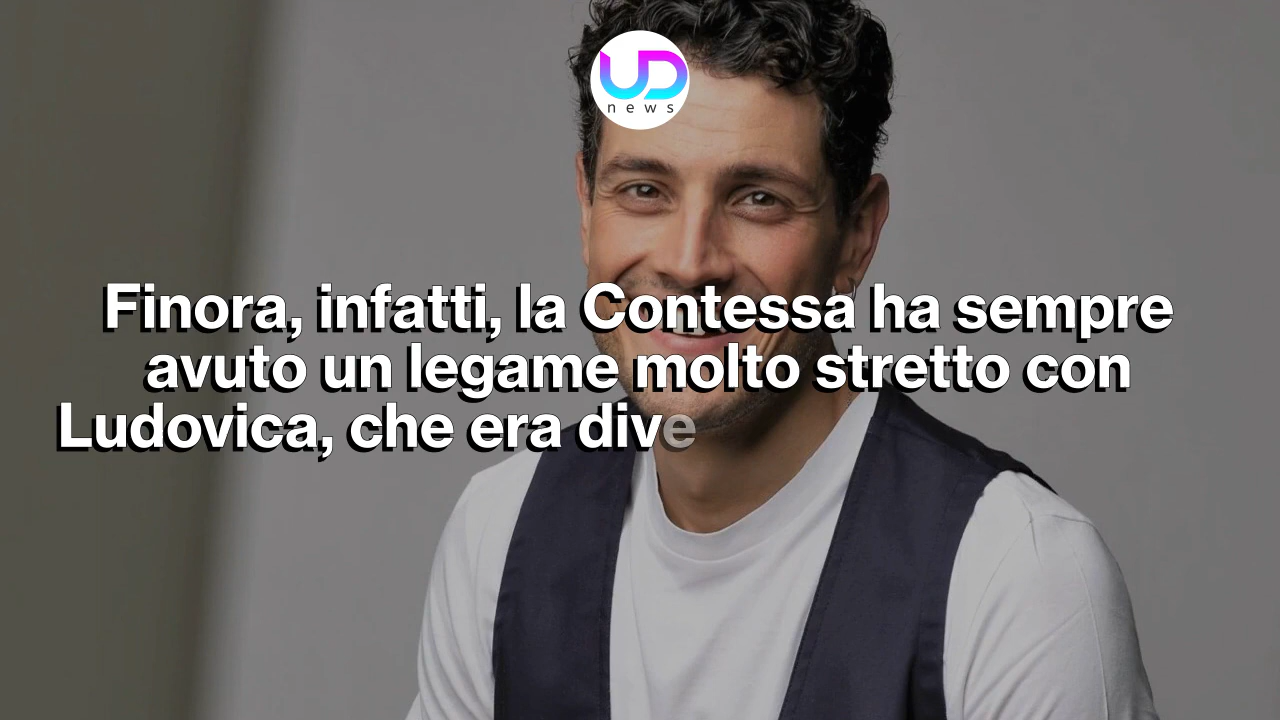 UD
news
Finora, infatti, la Contessa ha sempre
avuto un legame molto stretto con
Ludovica, che era dive